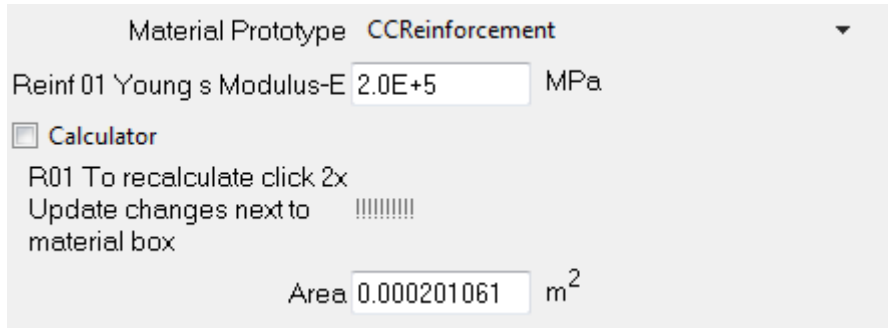 Material Prototype CCReinforcement
Reinf 01 Young s Modulus-E 2.0E+5 MPa
Calculator
R01 To recalculate click 2x
Update changes next to !!!!!!!!!!
material box
Area 0.000201061 m²